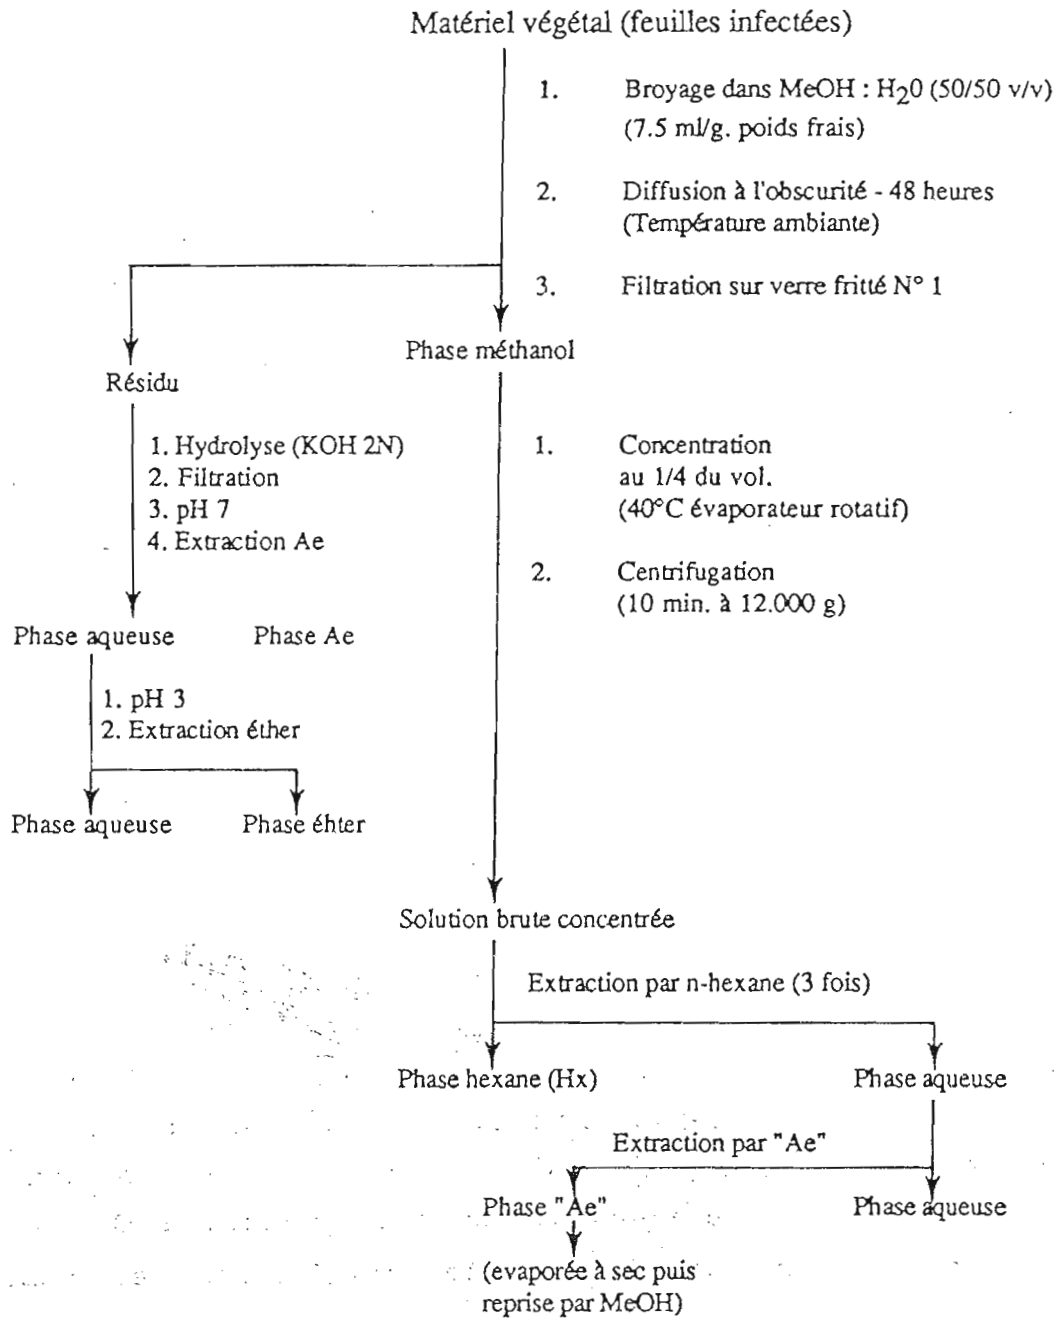 Matériel végétal (feuilles infectées)
1. Broyage dans MeOH : H20 (50/50 v/v)
(7.5 ml/g. poids frais)
2. Diffusion à l'obscurité - 48 heures
(Température ambiante)
3. Filtration sur verre fritté N° 1
Phase méthanol
Résidu
1. Hydrolyse (KOH 2N)
2. Filtration
3. pH 7
4. Extraction Ae
1. Concentration
au 1/4 du vol.
(40°C évaporateur rotatif)
2. Centrifugation
(10 min. à 12.000 g)
Phase aqueuse Phase Ae
1. pH 3
2. Extraction éther
Phase aqueuse Phase éhter
Solution brute concentrée
Extraction par n-hexane (3 fois)
Phase hexane (Hx) Phase aqueuse
Extraction par "Ae"
Phase "Ae" Phase aqueuse
(evaporée à sec puis
reprise par MeOH)